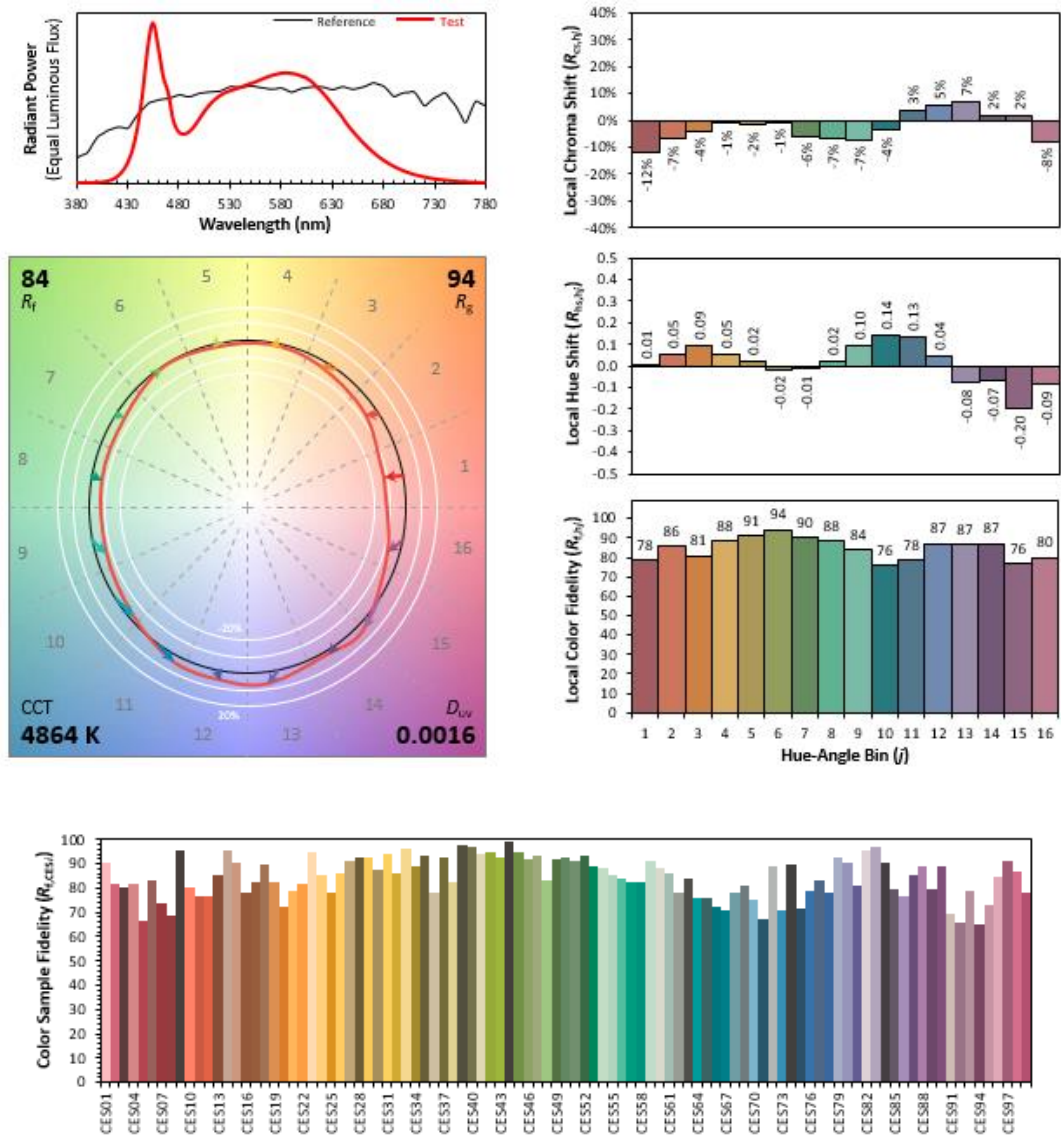 Radiant Power
(Equal Luminous Flux)
Reference
Test
380 430 480 530 580 630 680 730 780
Wavelength (nm)
Local Chroma Shift (Rcs,hj)
40%
30%
20%
10%
0%
-10%
-20%
-30%
-40%
-12% -7% -4% -1% -2% -1% -6% -7% -7% -4% 3% 5% 7% 2% 2% -8%
84
Rf
94
Rg
5 4
6 3
7 2
8 1
9 16
10 15
11 14
12 13
-20%
20%
CCT
4864 K
Duv
0.0016
Local Hue Shift (Rhs,hj)
0.5
0.4
0.3
0.2
0.1
0.0
-0.1
-0.2
-0.3
-0.4
-0.5
0.01 0.05 0.09 0.05 0.02 -0.02 -0.01 0.02 0.10 0.14 0.13 0.04 -0.08 -0.07 -0.20 -0.09
Local Color Fidelity (Rf,hj)
100
90
80
70
60
50
40
30
20
10
0
78 86 81 88 91 94 90 88 84 76 78 87 87 87 76 80
1 2 3 4 5 6 7 8 9 10 11 12 13 14 15 16
Hue-Angle Bin (j)
Color Sample Fidelity (Rf,CESi)
100
90
80
70
60
50
40
30
20
10
0
CES01 CES04 CES07 CES10 CES13 CES16 CES19 CES22 CES25 CES28 CES31 CES34 CES37 CES40 CES43 CES46 CES49 CES52 CES55 CES58 CES61 CES64 CES67 CES70 CES73 CES76 CES79 CES82 CES85 CES88 CES91 CES94 CES97